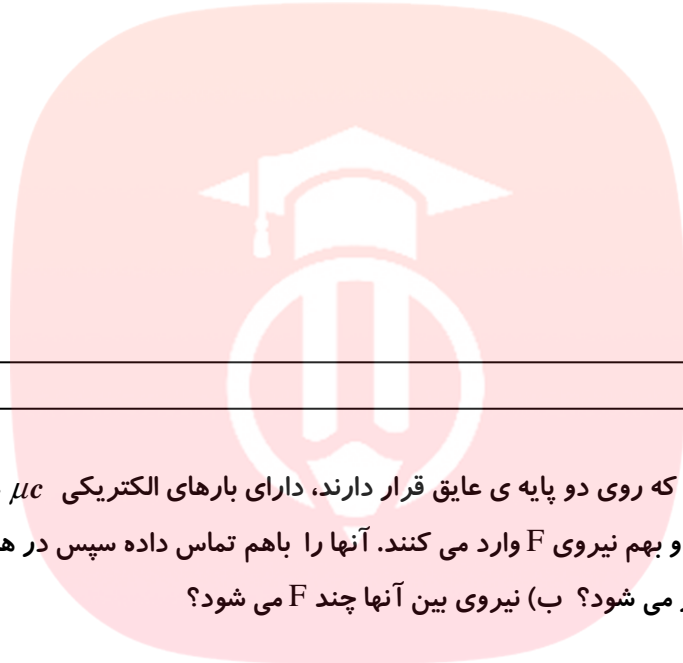 که روی دو پایه ی عایق قرار دارند، دارای بارهای الکتریکی μc
و بهم نیروی F وارد می کنند. آنها را باهم تماس داده سپس در
می شود؟ ب) نیروی بین آنها چند F می شود؟